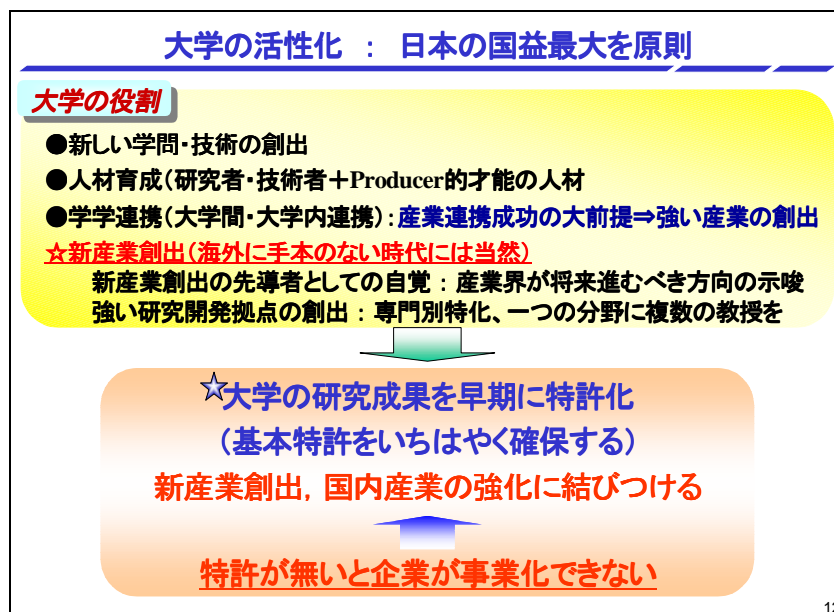 大学の活性化 ： 日本の国益最大を原則
大学の役割
●新しい学問・技術の創出
●人材育成(研究者・技術者＋Producer的才能の人材
●学学連携(大学間・大学内連携)：産業連携成功の大前提⇒強い産業の創出
☆新産業創出(海外に手本のない時代には当然)
新産業創出の先導者としての自覚：産業界が将来進むべき方向の示唆
強い研究開発拠点の創出：専門別特化、一つの分野に複数の教授を
大学の研究成果を早期に特許化
(基本特許をいちはやく確保する)
新産業創出，国内産業の強化に結びつける
特許が無いと企業が事業化できない